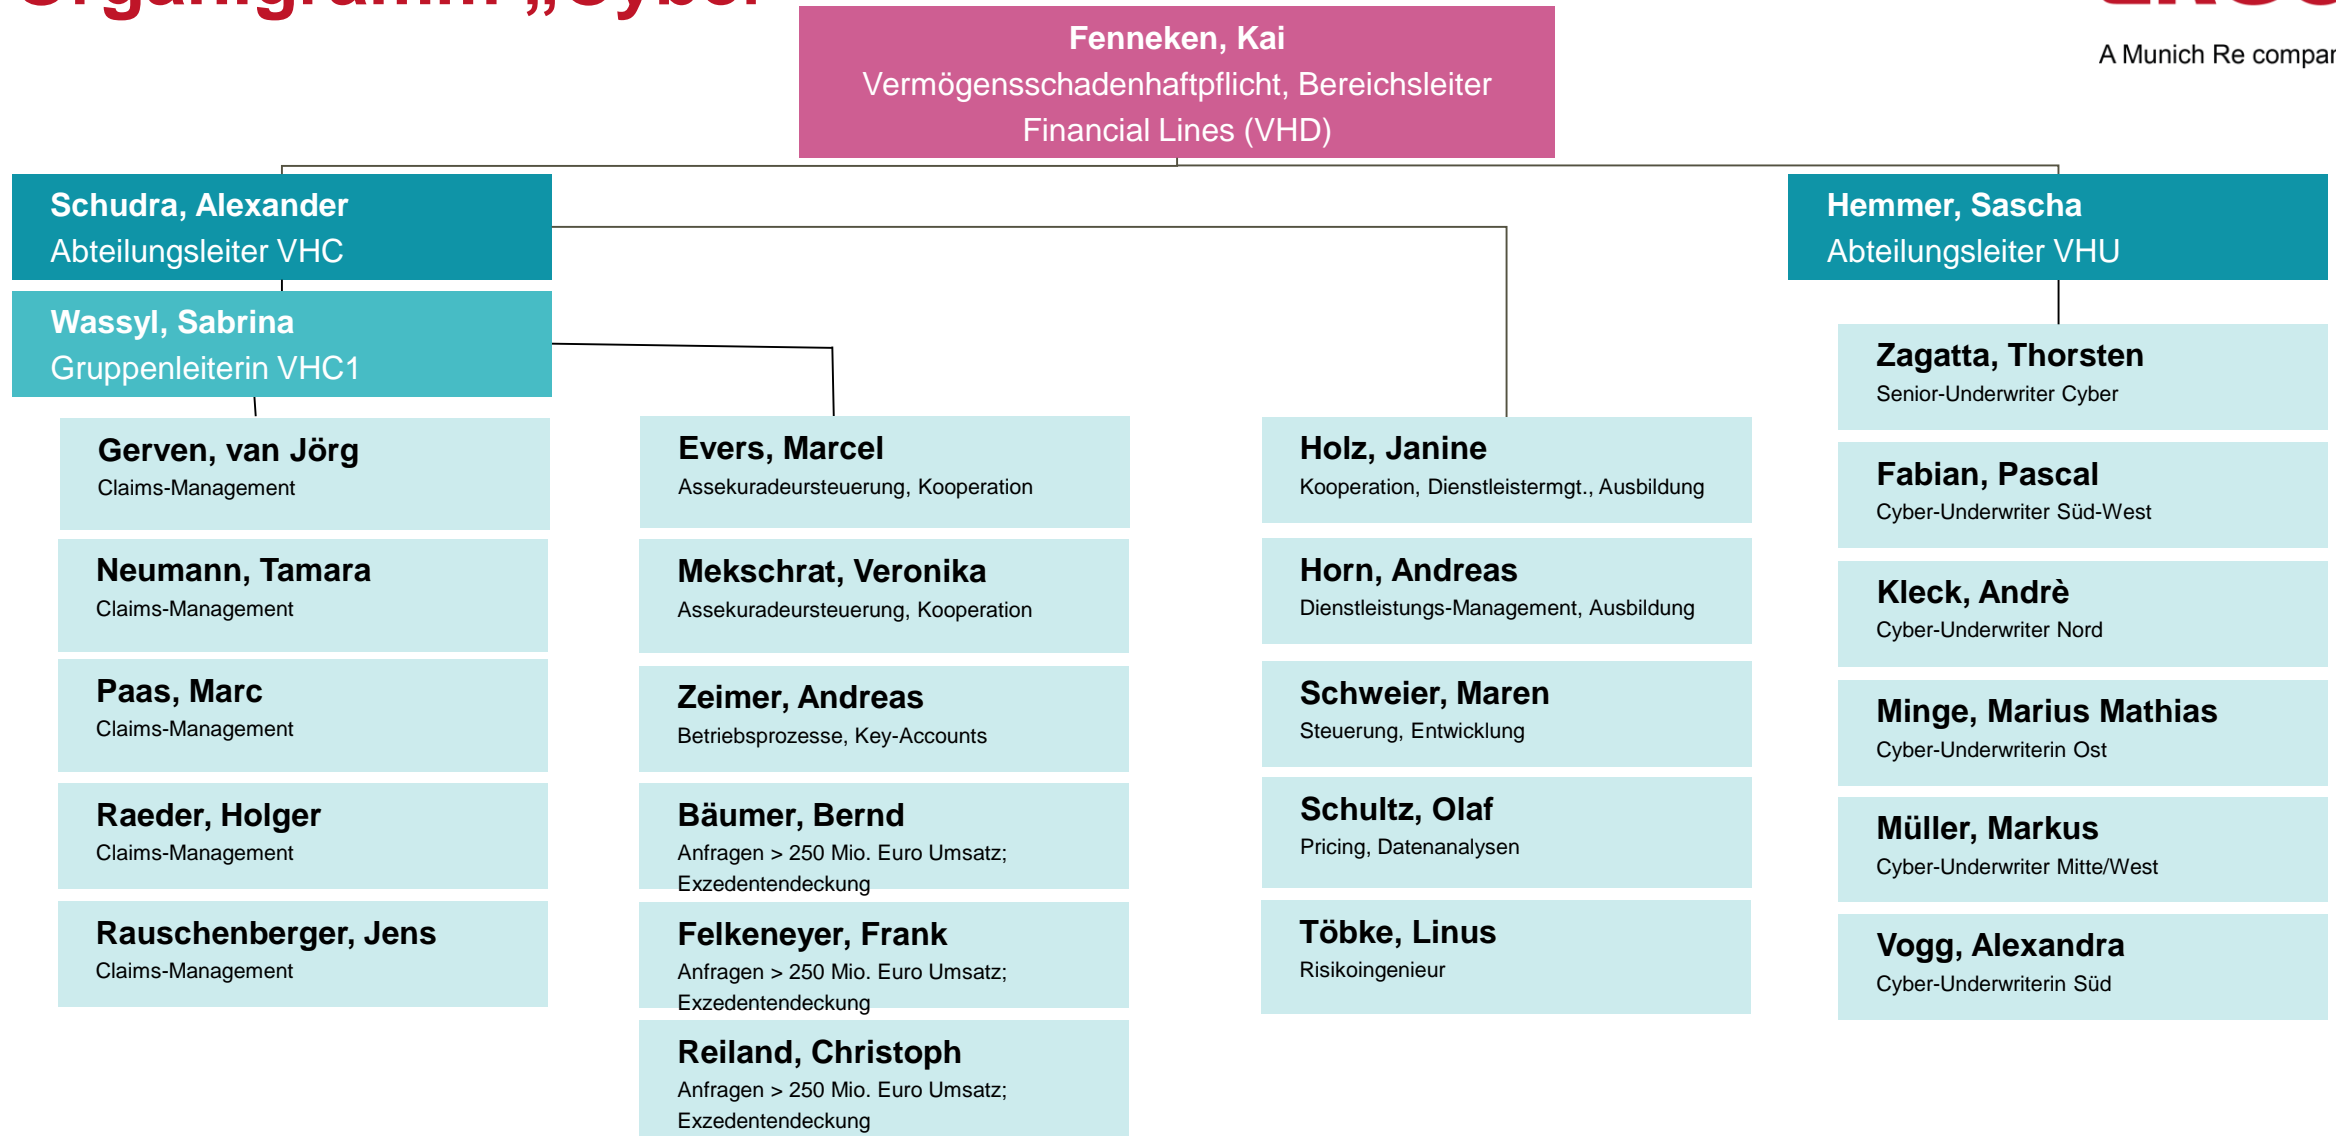 Organigramm „Cyber“
A Munich Re compan
Fenneken, Kai
Vermögensschadenhaftpflicht, Bereichsleiter
Financial Lines (VHD)
Schudra, Alexander
Abteilungsleiter VHC
Wassyl, Sabrina
Gruppenleiterin VHC1
Gerven, van Jörg
Claims-Management
Neumann, Tamara
Claims-Management
Paas, Marc
Claims-Management
Raeder, Holger
Claims-Management
Rauschenberger, Jens
Claims-Management
Evers, Marcel
Assekuradeursteuerung, Kooperation
Mekschrat, Veronika
Assekuradeursteuerung, Kooperation
Zeimer, Andreas
Betriebsprozesse, Key-Accounts
Bäumer, Bernd
Anfragen > 250 Mio. Euro Umsatz;
Exzedentendeckung
Felkeneyer, Frank
Anfragen > 250 Mio. Euro Umsatz;
Exzedentendeckung
Reiland, Christoph
Anfragen > 250 Mio. Euro Umsatz;
Exzedentendeckung
Holz, Janine
Kooperation, Dienstleistermgt., Ausbildung
Horn, Andreas
Dienstleistungs-Management, Ausbildung
Schweier, Maren
Steuerung, Entwicklung
Schultz, Olaf
Pricing, Datenanalysen
Töbke, Linus
Risikoingenieur
Hemmer, Sascha
Abteilungsleiter VHU
Zagatta, Thorsten
Senior-Underwriter Cyber
Fabian, Pascal
Cyber-Underwriter Süd-West
Kleck, Andrè
Cyber-Underwriter Nord
Minge, Marius Mathias
Cyber-Underwriterin Ost
Müller, Markus
Cyber-Underwriter Mitte/West
Vogg, Alexandra
Cyber-Underwriterin Süd